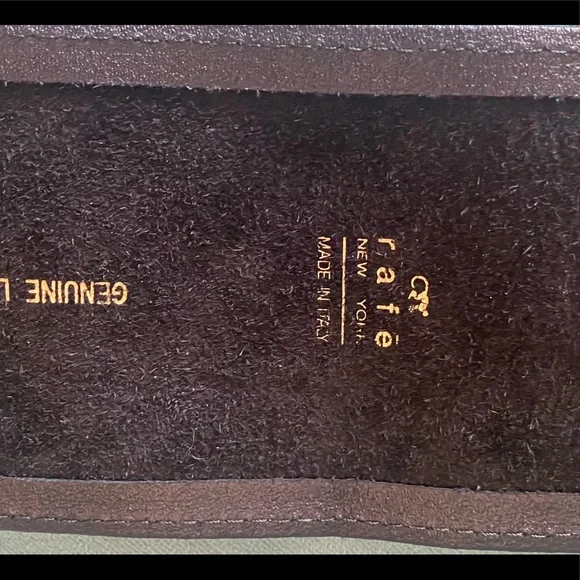 rafē
NEW YORK
MADE IN ITALY
GENUINE L